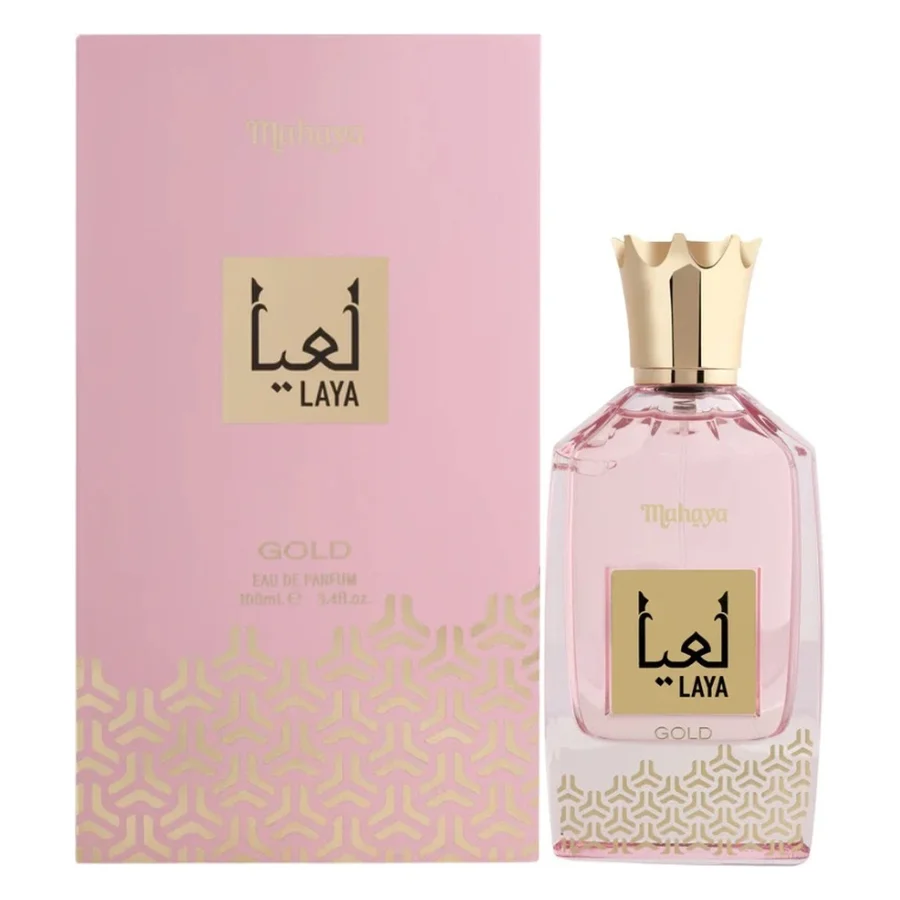 Mahaya
لعيا
LAYA
GOLD
EAU DE PARFUM
100ml e 3.4fl.oz.
Mahaya
لعيا
LAYA
GOLD